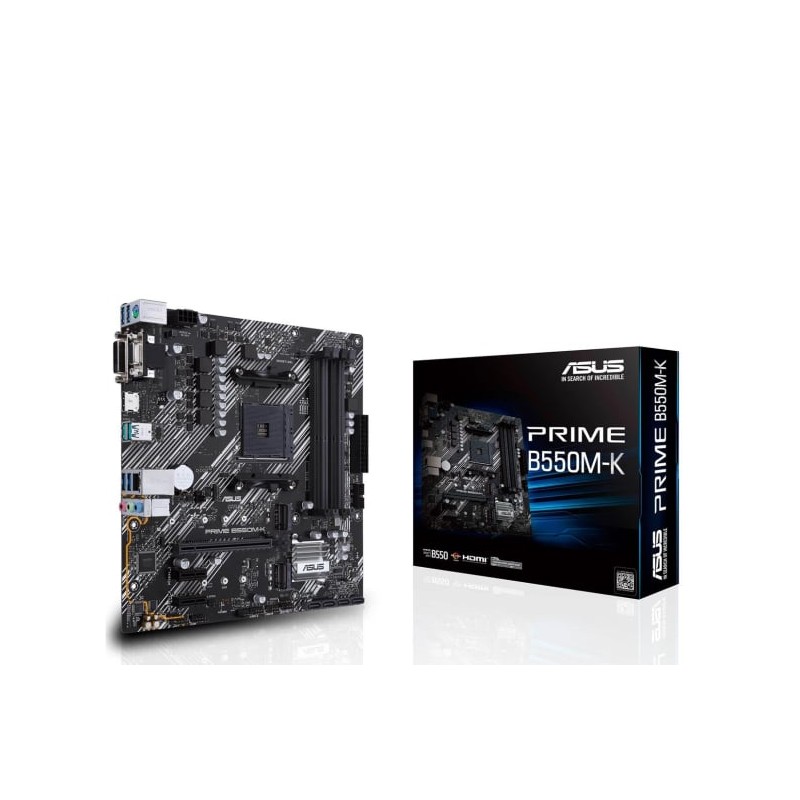 ASUS
PRIME B550M-K
ASUS
ASUS
IN SEARCH OF INCREDIBLE
PRIME
B550M-K
B550
HDMI
PRIME B550M-K
ASUS
IN SEARCH OF INCREDIBLE